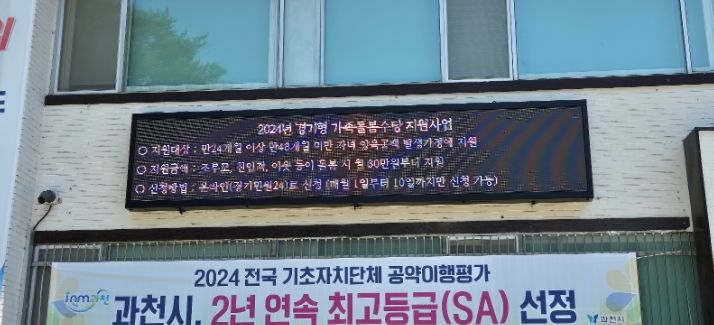 2024년 경기형 가족돌봄수당 지원사업
○ 지원대상 : 만24개월 이상 만48개월 미만 자녀 양육공백 발생가정에 지원
○ 지원금액 : 조부모, 친인척, 이웃 등이 돌봄 시 월 30만원부터 지원
○ 신청방법 : 온라인(경기민원24)로 신청 (매월 1일부터 10일까지만 신청 가능)
2024 전국 기초자치단체 공약이행평가
과천시, 2년 연속 최고등급(SA) 선정
과천시